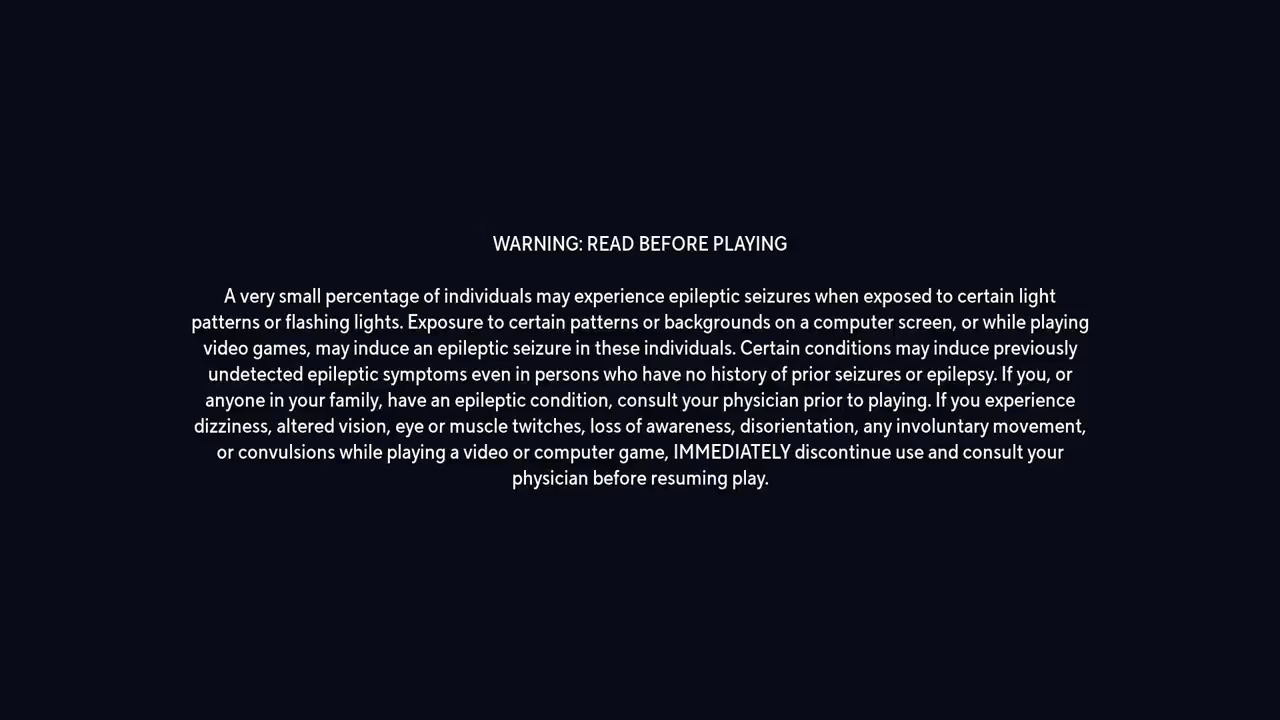 WARNING: READ BEFORE PLAYING
A very small percentage of individuals may experience epileptic seizures when exposed to certain light
patterns or flashing lights. Exposure to certain patterns or backgrounds on a computer screen, or while playing
video games, may induce an epileptic seizure in these individuals. Certain conditions may induce previously
undetected epileptic symptoms even in persons who have no history of prior seizures or epilepsy. If you, or
anyone in your family, have an epileptic condition, consult your physician prior to playing. If you experience
dizziness, altered vision, eye or muscle twitches, loss of awareness, disorientation, any involuntary movement,
or convulsions while playing a video or computer game, IMMEDIATELY discontinue use and consult your
physician before resuming play.